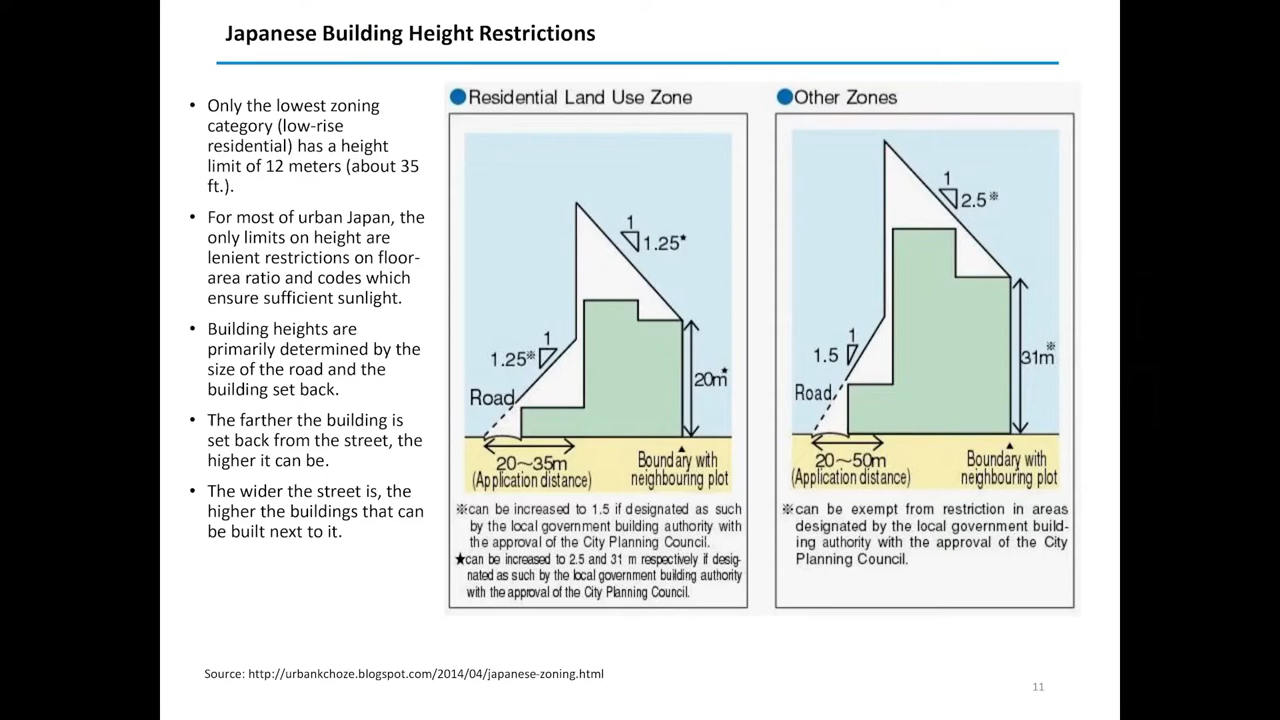 Japanese Building Height Restrictions
• Only the lowest zoning
category (low-rise
residential) has a height
limit of 12 meters (about 35
ft.).
• For most of urban Japan, the
only limits on height are
lenient restrictions on floor-
area ratio and codes which
ensure sufficient sunlight.
• Building heights are
primarily determined by the
size of the road and the
building set back.
• The farther the building is
set back from the street, the
higher it can be.
• The wider the street is, the
higher the buildings that can
be built next to it.
Residential Land Use Zone
1
1.25★
1
1.25※
20m★
Road
20~35m
(Application distance)
Boundary with
neighbouring plot
※can be increased to 1.5 if designated as such
by the local government building authority with
the approval of the City Planning Council.
★can be increased to 2.5 and 31 m respectively if desig-
nated as such by the local government building authority
with the approval of the City Planning Council.
Other Zones
1
2.5※
1
1.5
31m※
Road
20~50m
(Application distance)
Boundary with
neighbouring plot
※can be exempt from restriction in areas
designated by the local government build-
ing authority with the approval of the City
Planning Council.
Source: http://urbankchoze.blogspot.com/2014/04/japanese-zoning.html
11